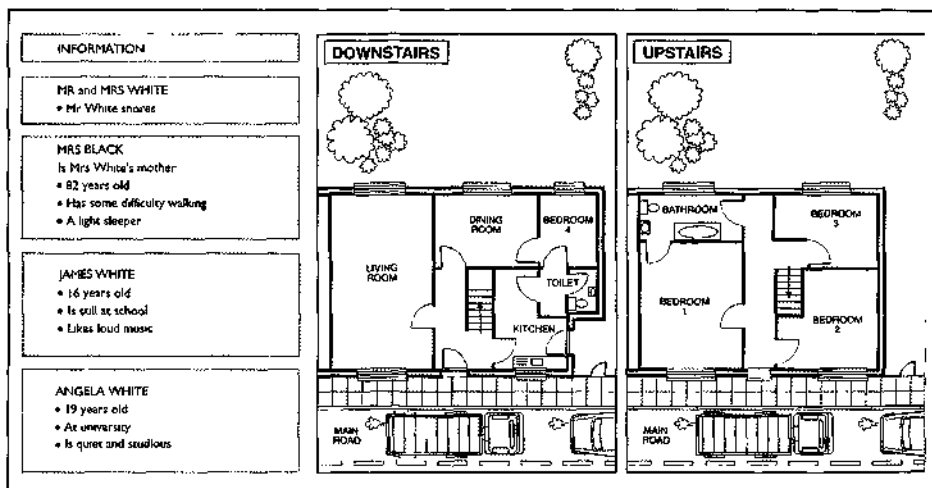 INFORMATION
MR and MRS WHITE
• Mr White snores
MRS BLACK
Is Mrs White's mother
• 82 years old
• Has some difficulty walking
• A light sleeper
JAMES WHITE
• 16 years old
• Is still at school
• Likes loud music
ANGELA WHITE
• 19 years old
• At university
• Is quiet and studious
DOWNSTAIRS
DINING
ROOM
BEDROOM
4
LIVING
ROOM
TOILET
KITCHEN
MAIN
ROAD
UPSTAIRS
BATHROOM
BEDROOM
3
BEDROOM
1
BEDROOM
2
MAIN
ROAD